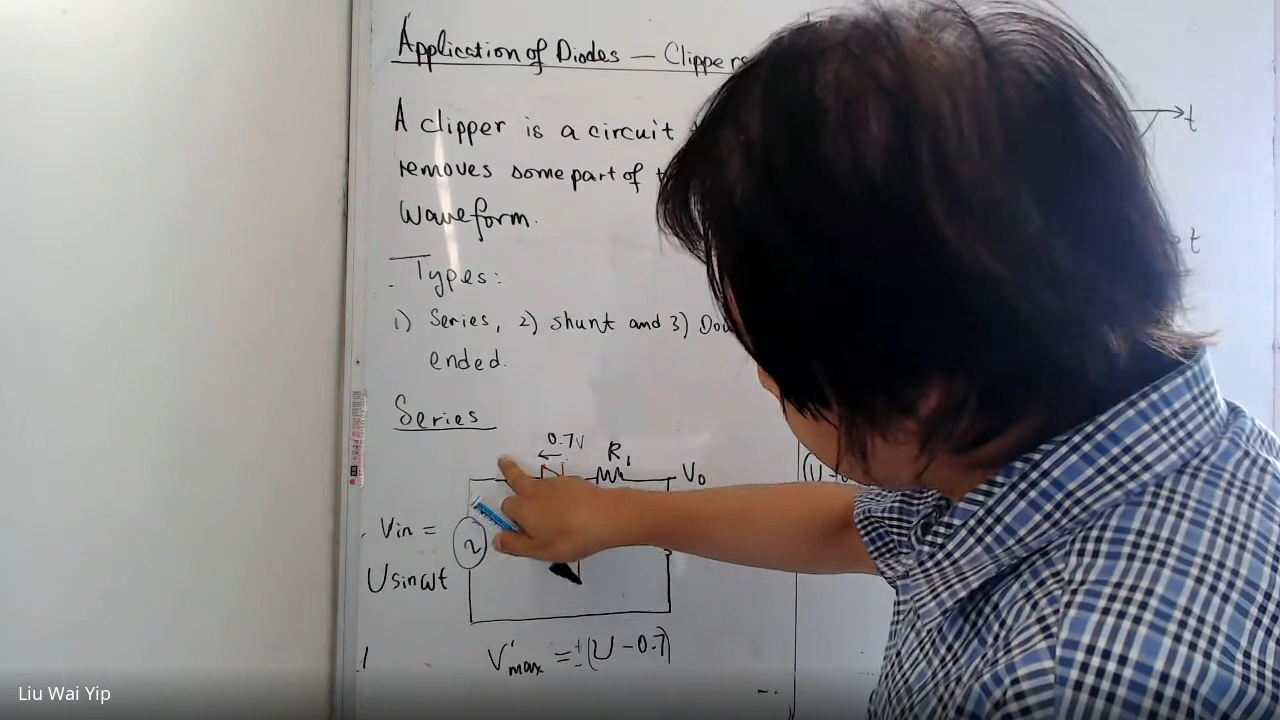 Application of Diodes — Clippers
A clipper is a circuit
removes some part of
waveform.
Types:
1) Series, 2) shunt and 3)
ended.
Series
0.7V
R1
Vo
t
t
Vin =
Usinωt
V'max = ± (U - 0.7)
Liu Wai Yip